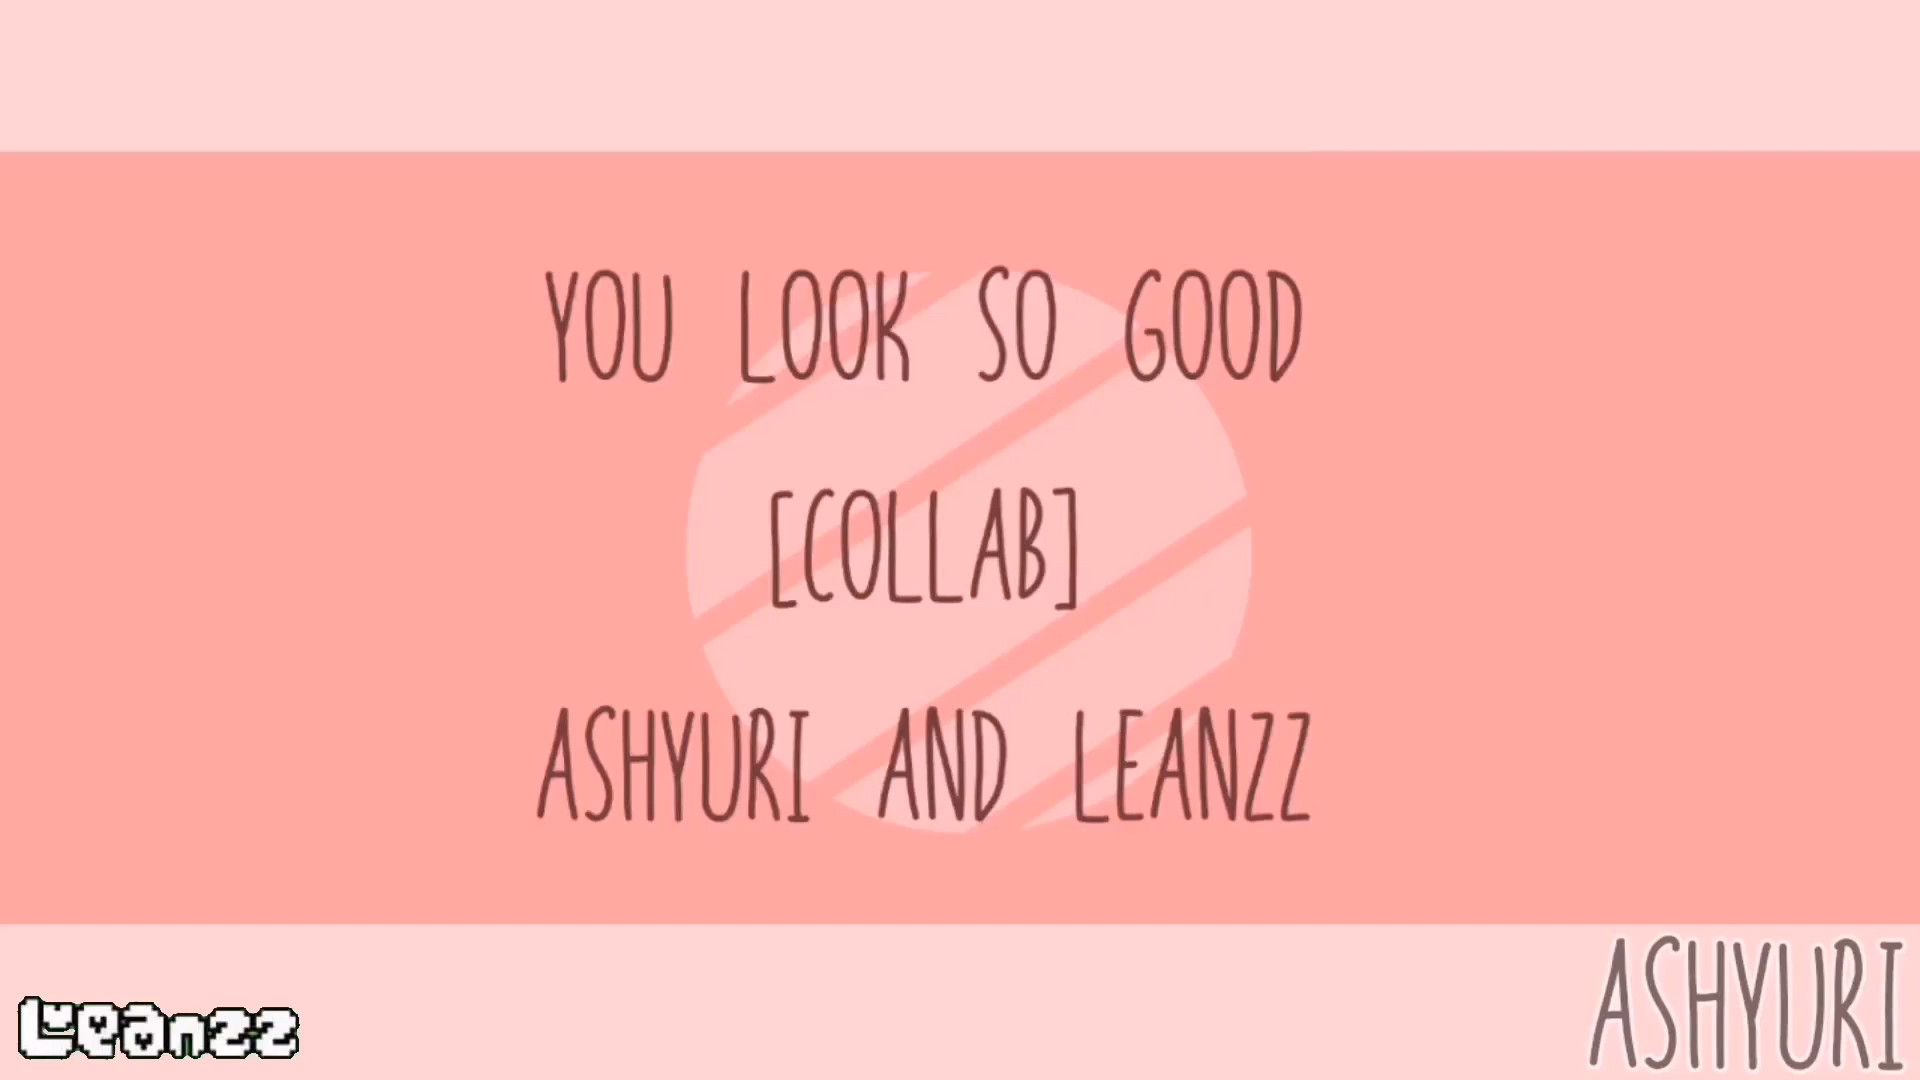 YOU LOOK SO GOOD
[COLLAB]
ASHYURI AND LEANZZ
Leanzz
ASHYURI